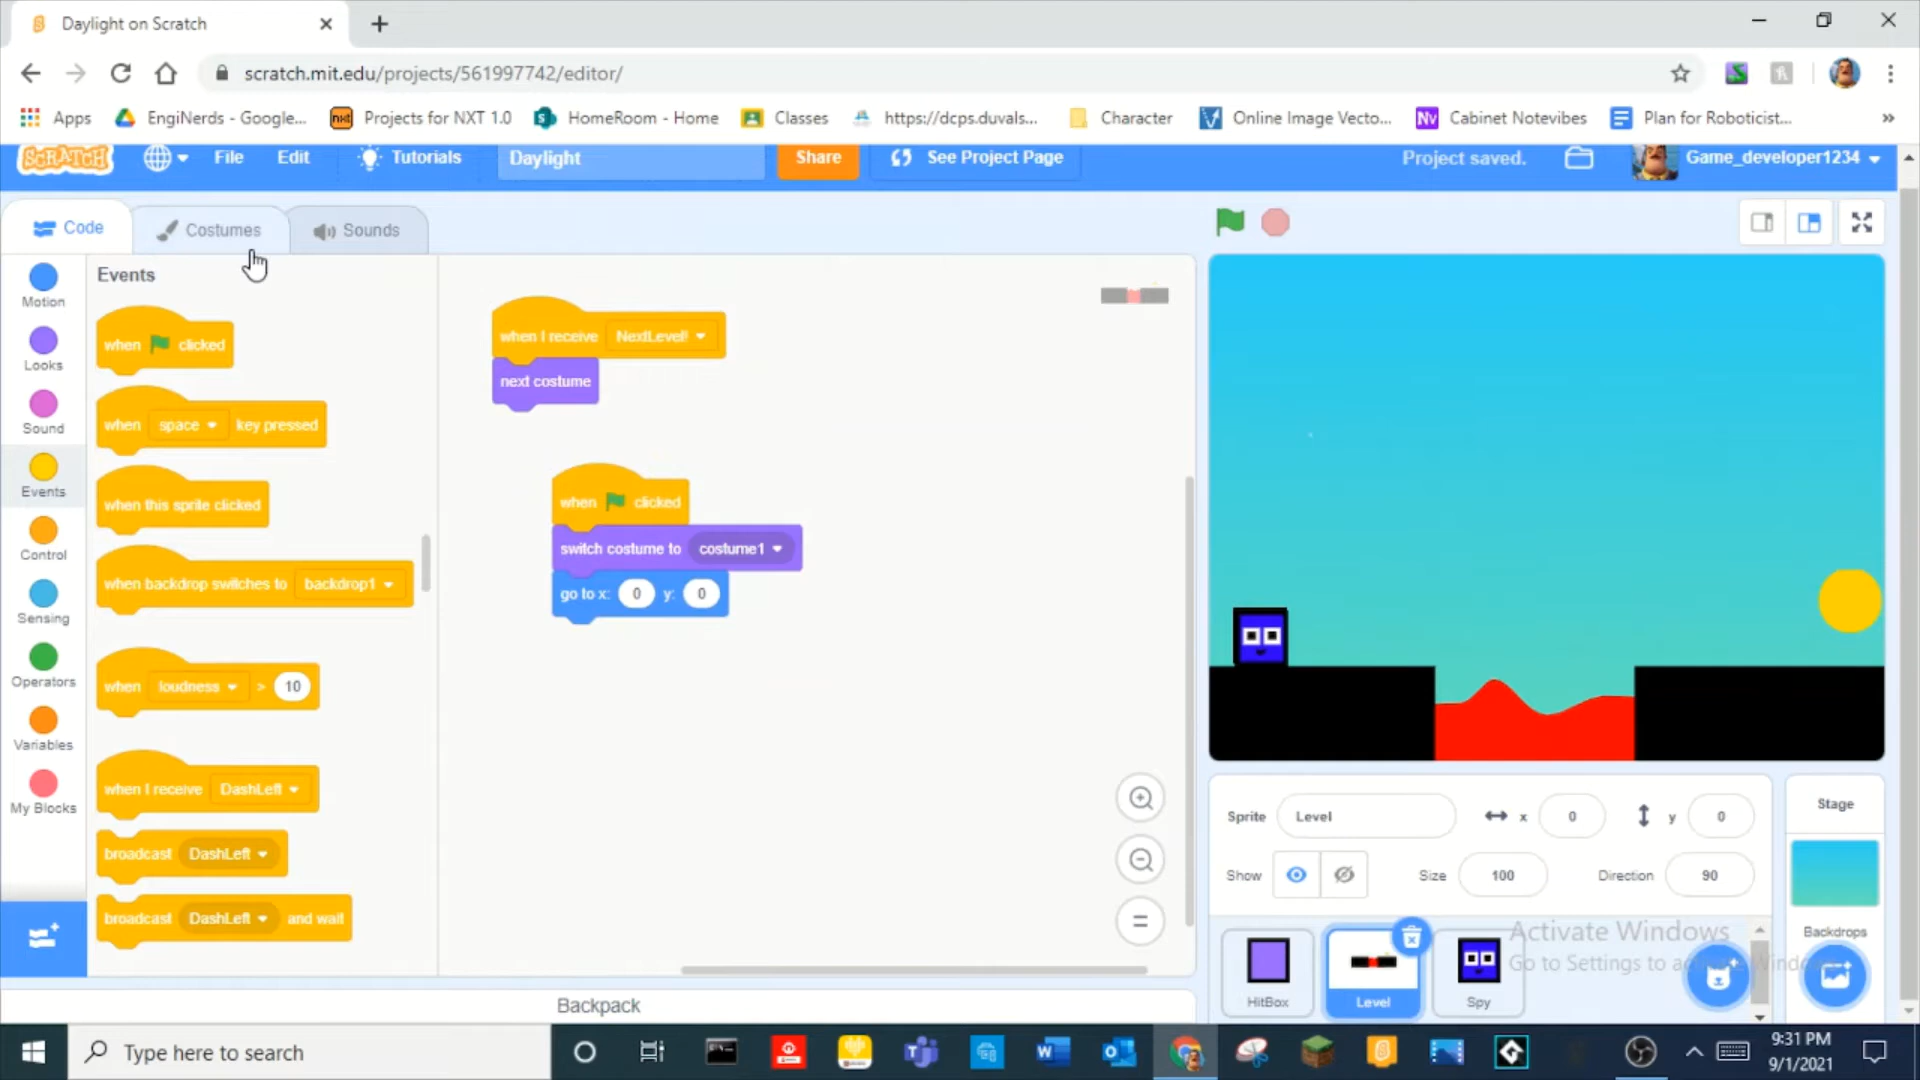 Daylight on Scratch
scratch.mit.edu/projects/561997742/editor/
Apps
EngiNerds - Google...
nxt
Projects for NXT 1.0
HomeRoom - Home
Classes
https://dcps.duvals...
Character
Online Image Vecto...
Nv
Cabinet Notevibes
Plan for Roboticist...
»
SCRATCH
File
Edit
Tutorials
Daylight
Share
See Project Page
Project saved.
Game_developer1234
Code
Costumes
Sounds
Motion
Looks
Sound
Events
Control
Sensing
Operators
Variables
My Blocks
Events
when clicked
when space key pressed
when this sprite clicked
when backdrop switches to backdrop1
when loudness > 10
when I receive DashLeft
broadcast DashLeft
broadcast DashLeft and wait
when I receive NextLevel!
next costume
when clicked
switch costume to costume1
go to x: 0 y: 0
Backpack
Sprite Level x 0 y 0
Show Size 100 Direction 90
HitBox
Level
Spy
Stage
Backdrops
Activate Windows
Go to Settings to a
Type here to search
9:31 PM
9/1/2021